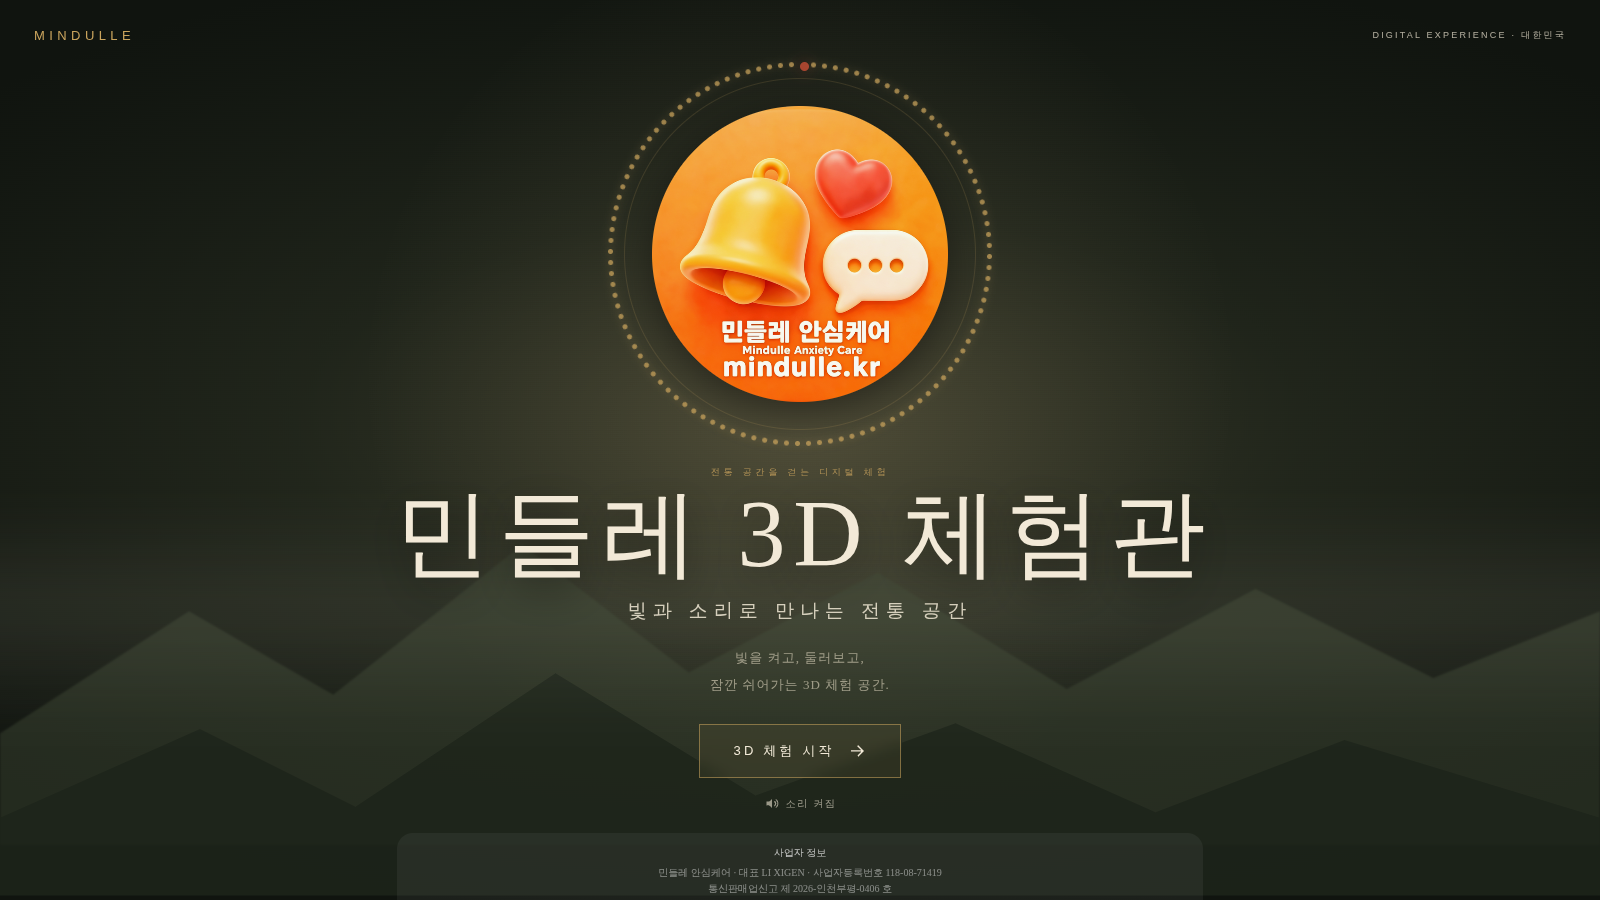 MINDULLE
DIGITAL EXPERIENCE · 대한민국
민들레 안심케어
Mindulle Anxiety Care
mindulle.kr
전통 공간을 걷는 디지털 체험
민들레 3D 체험관
빛과 소리로 만나는 전통 공간
빛을 켜고, 둘러보고,
잠깐 쉬어가는 3D 체험 공간.
3D 체험 시작 →
소리 켜짐
사업자 정보
민들레 안심케어 · 대표 LI XIGEN · 사업자등록번호 118-08-71419
통신판매업신고 제 2026-인천부평-0406 호